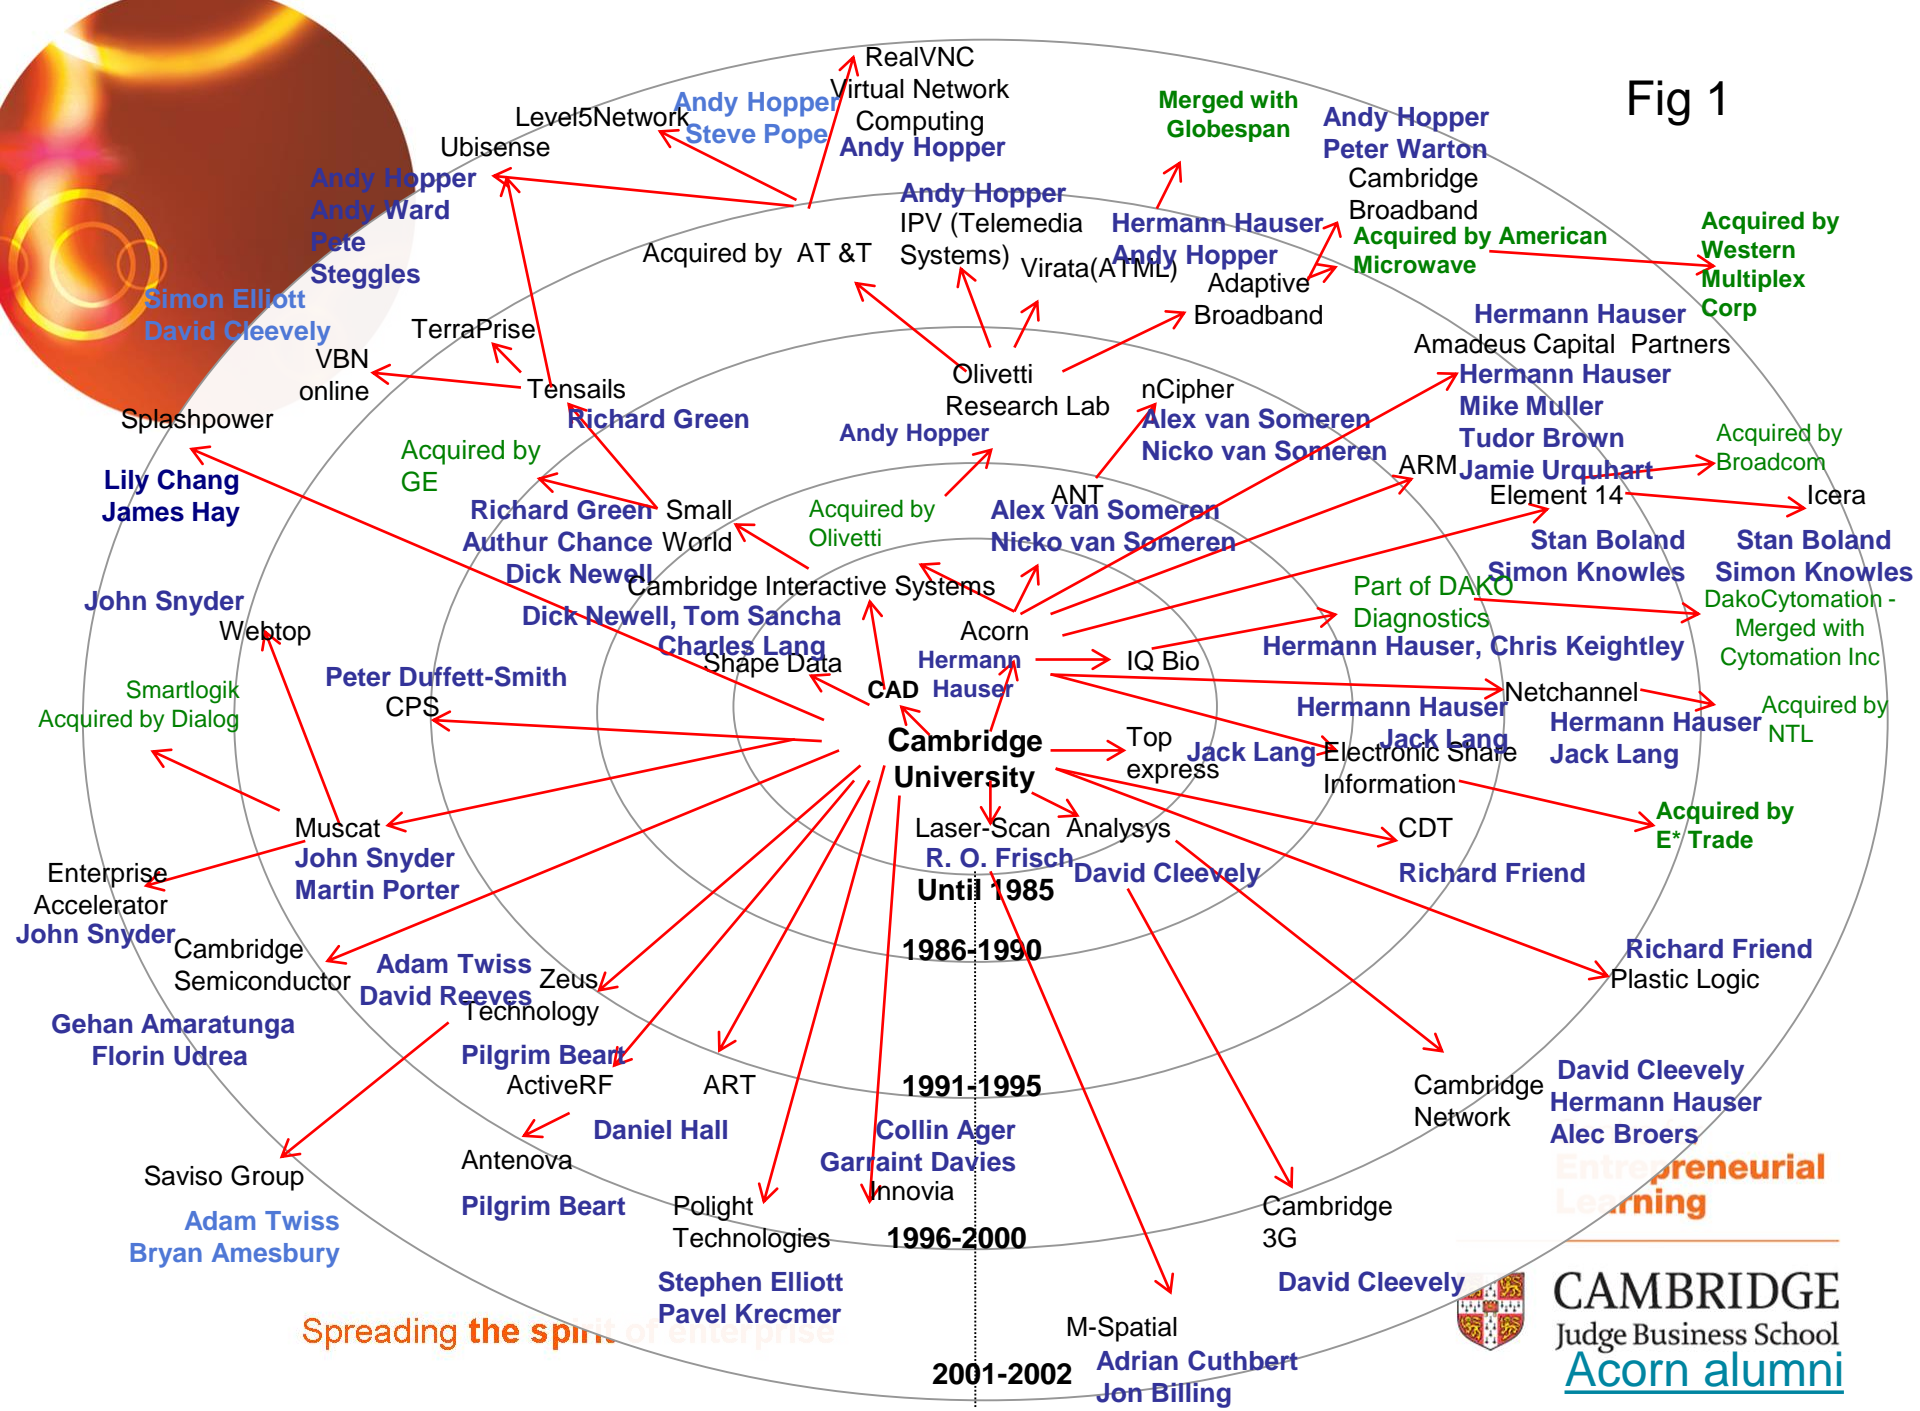 Fig 1
RealVNC
Virtual Network
Computing
Andy Hopper
Level5Network
Andy Hopper
Steve Pope
Ubisense
Andy Hopper
Andy Ward
Pete
Steggles
Merged with
Globespan
Andy Hopper
Peter Warton
Cambridge
Broadband
Acquired by American
Microwave
Acquired by
Western
Multiplex
Corp
Andy Hopper
IPV (Telemedia
Systems)
Hermann Hauser
Andy Hopper
Virata(ATML)
Acquired by AT &T
Adaptive
Broadband
Simon Elliott
David Cleevely
VBN
online
TerraPrise
Tensails
Richard Green
Olivetti
Research Lab
Andy Hopper
nCipher
Alex van Someren
Nicko van Someren
Hermann Hauser
Amadeus Capital Partners
Hermann Hauser
Mike Muller
Tudor Brown
Jamie Urquhart
ARM
Acquired by
Broadcom
Element 14
Icera
Stan Boland
Simon Knowles
Stan Boland
Simon Knowles
Splashpower
Lily Chang
James Hay
Acquired by
GE
Richard Green
Authur Chance
Dick Newell
Small
World
Acquired by
Olivetti
ANT
Alex van Someren
Nicko van Someren
Cambridge Interactive Systems
Dick Newell, Tom Sancha
Charles Lang
Shape Data
CAD
Acorn
Hermann
Hauser
IQ Bio
Part of DAKO
Diagnostics
Hermann Hauser, Chris Keightley
DakoCytomation -
Merged with
Cytomation Inc
John Snyder
Webtop
Peter Duffett-Smith
CPS
Smartlogik
Acquired by Dialog
Cambridge
University
Top
express
Jack Lang
Hermann Hauser
Jack Lang
Electronic Share
Information
Netchannel
Hermann Hauser
Jack Lang
Acquired by
NTL
Acquired by
E* Trade
Muscat
John Snyder
Martin Porter
Laser-Scan
R. O. Frisch
Analysys
David Cleevely
CDT
Richard Friend
Until 1985
Enterprise
Accelerator
John Snyder
Cambridge
Semiconductor
Gehan Amaratunga
Florin Udrea
Adam Twiss
David Reeves
Zeus
Technology
1986-1990
Richard Friend
Plastic Logic
Pilgrim Beart
ActiveRF
ART
1991-1995
Cambridge
Network
David Cleevely
Hermann Hauser
Alec Broers
Daniel Hall
Antenova
Pilgrim Beart
Collin Ager
Garraint Davies
Innovia
Saviso Group
Adam Twiss
Bryan Amesbury
Polight
Technologies
Stephen Elliott
Pavel Krecmer
1996-2000
Cambridge
3G
David Cleevely
Entrepreneurial
Learning
M-Spatial
Adrian Cuthbert
Jon Billing
2001-2002
Spreading the spirit of enterprise
CAMBRIDGE
Judge Business School
Acorn alumni